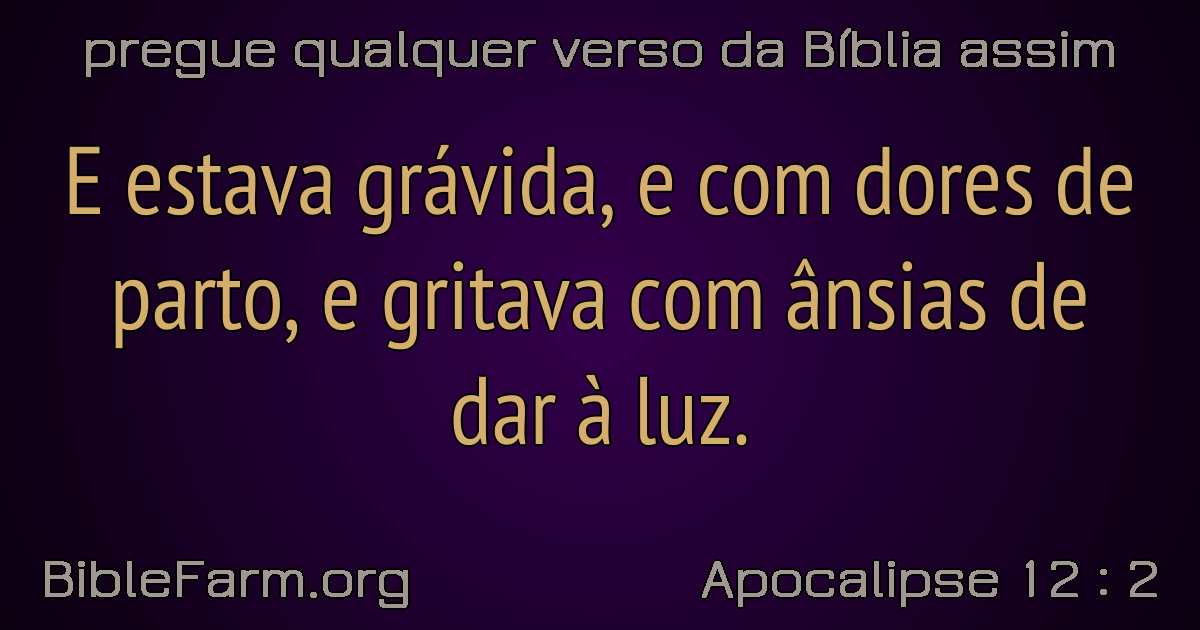 pregue qualquer verso da Bíblia assim
E estava grávida, e com dores de
parto, e gritava com ânsias de
dar à luz.
BibleFarm.org
Apocalipse 12 : 2